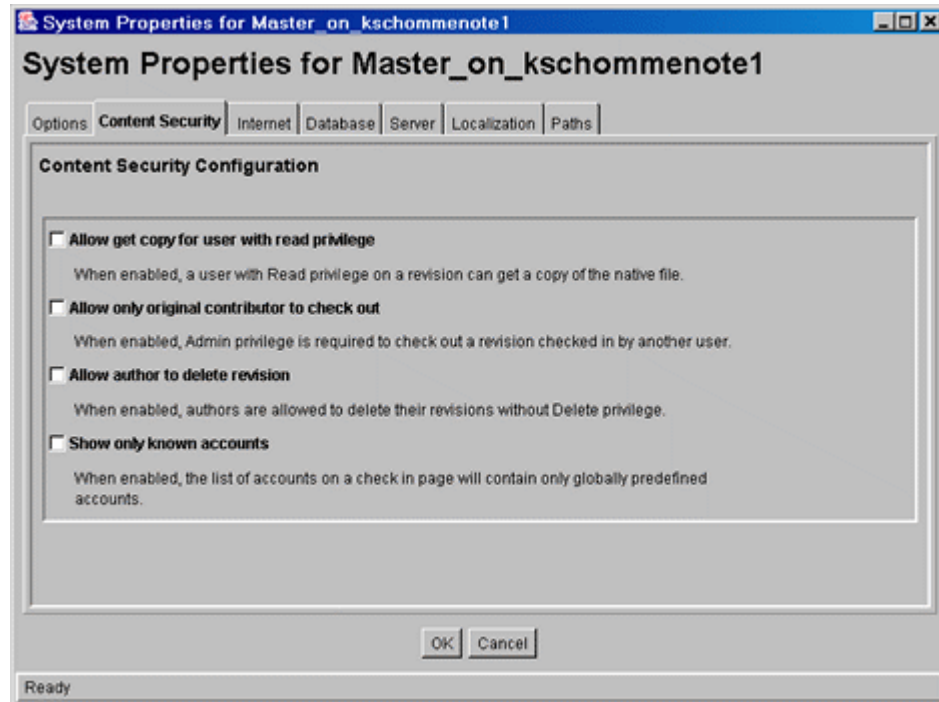 System Properties for Master_on_kschommenote1
System Properties for Master_on_kschommenote1
Options Content Security Internet Database Server Localization Paths
Content Security Configuration
Allow get copy for user with read privilege
When enabled, a user with Read privilege on a revision can get a copy of the native file.
Allow only original contributor to check out
When enabled, Admin privilege is required to check out a revision checked in by another user.
Allow author to delete revision
When enabled, authors are allowed to delete their revisions without Delete privilege.
Show only known accounts
When enabled, the list of accounts on a check in page will contain only globally predefined
accounts.
OK Cancel
Ready